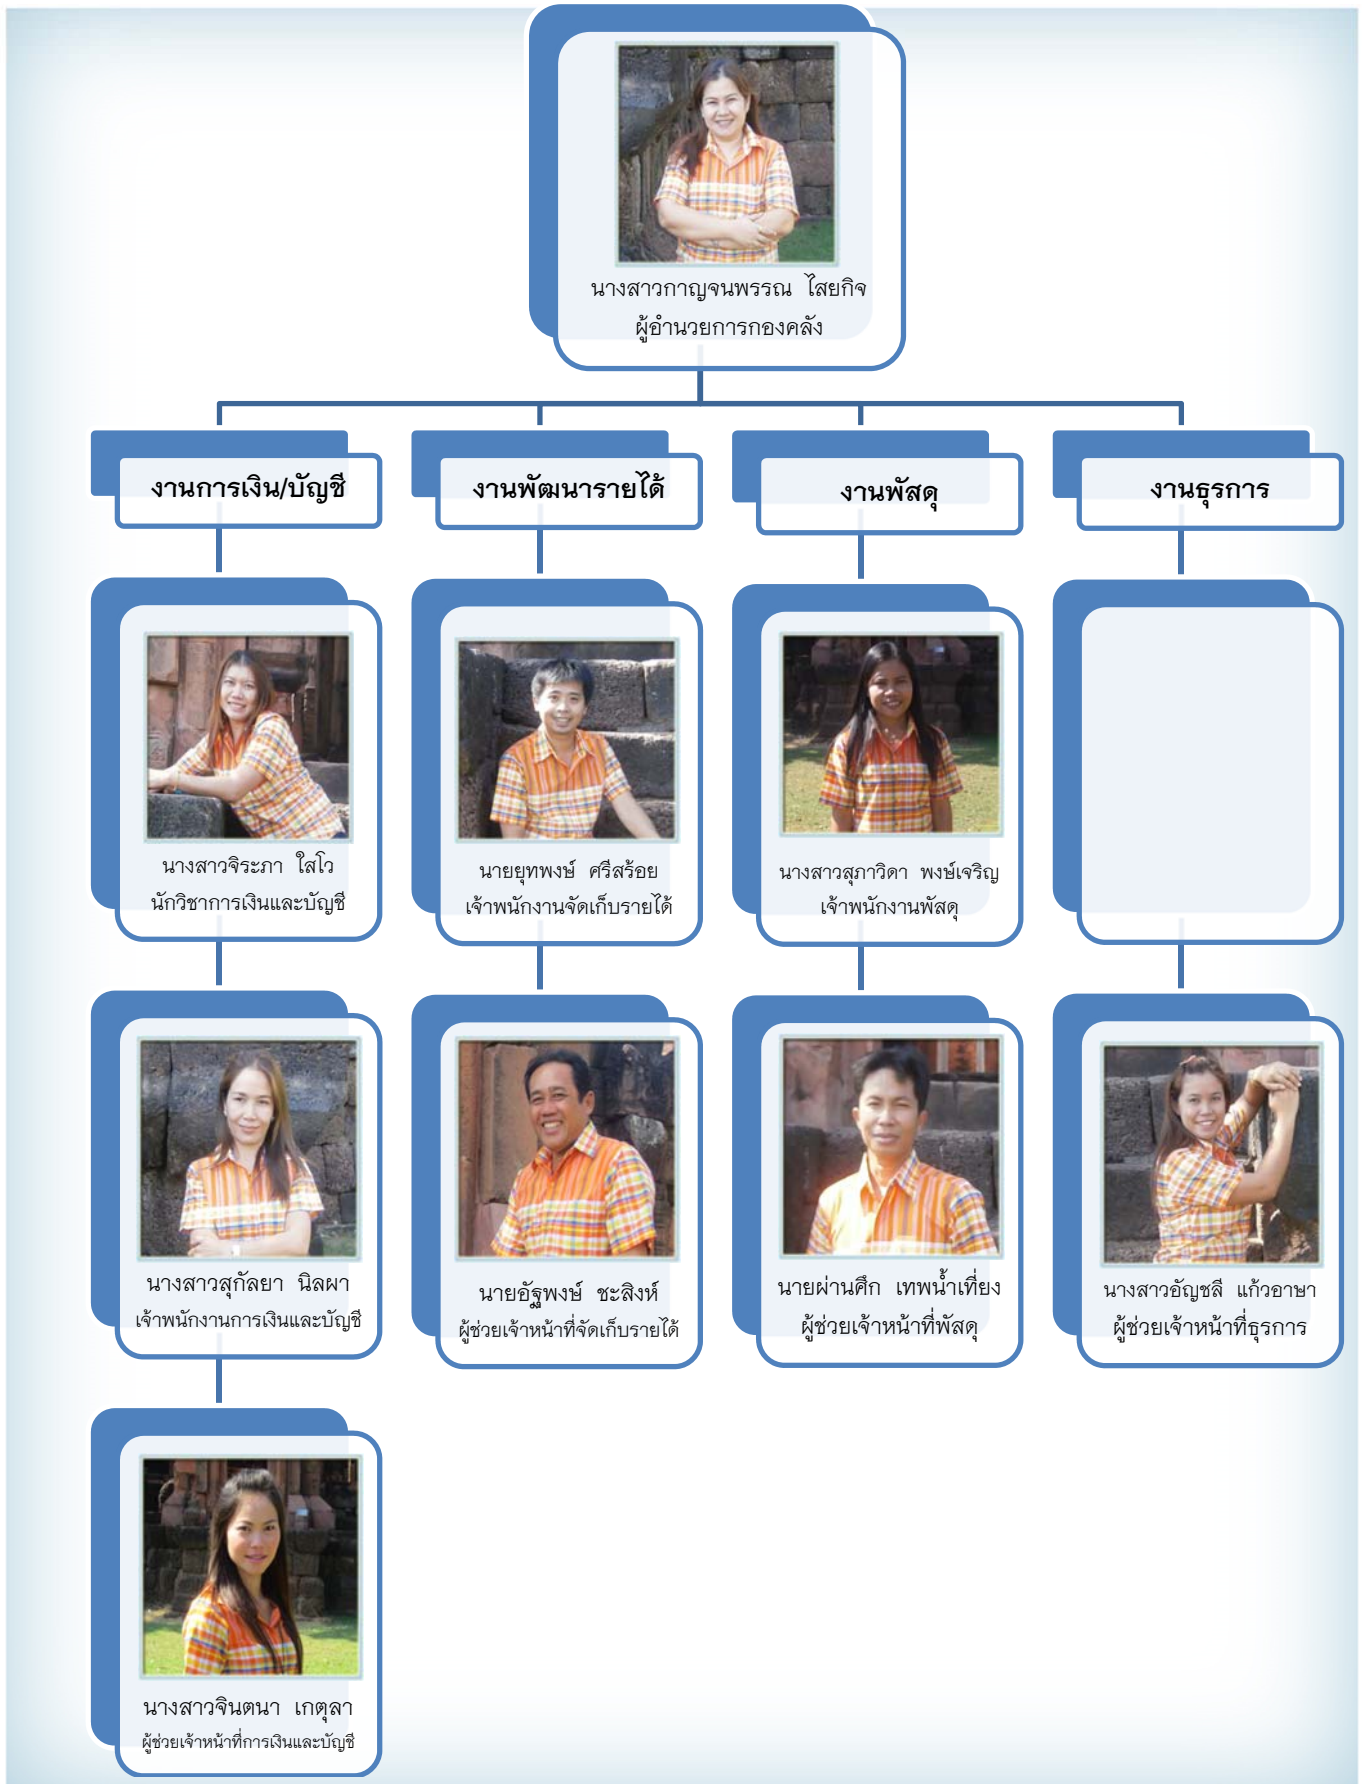 นางสาวกาญจนพรรณ ไสยกิจ
ผู้อำนวยการกองคลัง
งานการเงิน/บัญชี
งานพัฒนารายได้
งานพัสดุ
งานธุรการ
นางสาวจิระภา ใสโว
นักวิชาการเงินและบัญชี
นายยุทพงษ์ ศรีสร้อย
เจ้าพนักงานจัดเก็บรายได้
นางสาวสุภาวิดา พงษ์เจริญ
เจ้าพนักงานพัสดุ
นางสาวสุกัลยา นิลผา
เจ้าพนักงานการเงินและบัญชี
นายอัฐพงษ์ ชะสิงห์
ผู้ช่วยเจ้าหน้าที่จัดเก็บรายได้
นายผ่านศึก เทพน้ำเที่ยง
ผู้ช่วยเจ้าหน้าที่พัสดุ
นางสาวอัญชลี แก้วอาษา
ผู้ช่วยเจ้าหน้าที่ธุรการ
นางสาวจินตนา เกตุลา
ผู้ช่วยเจ้าหน้าที่การเงินและบัญชี